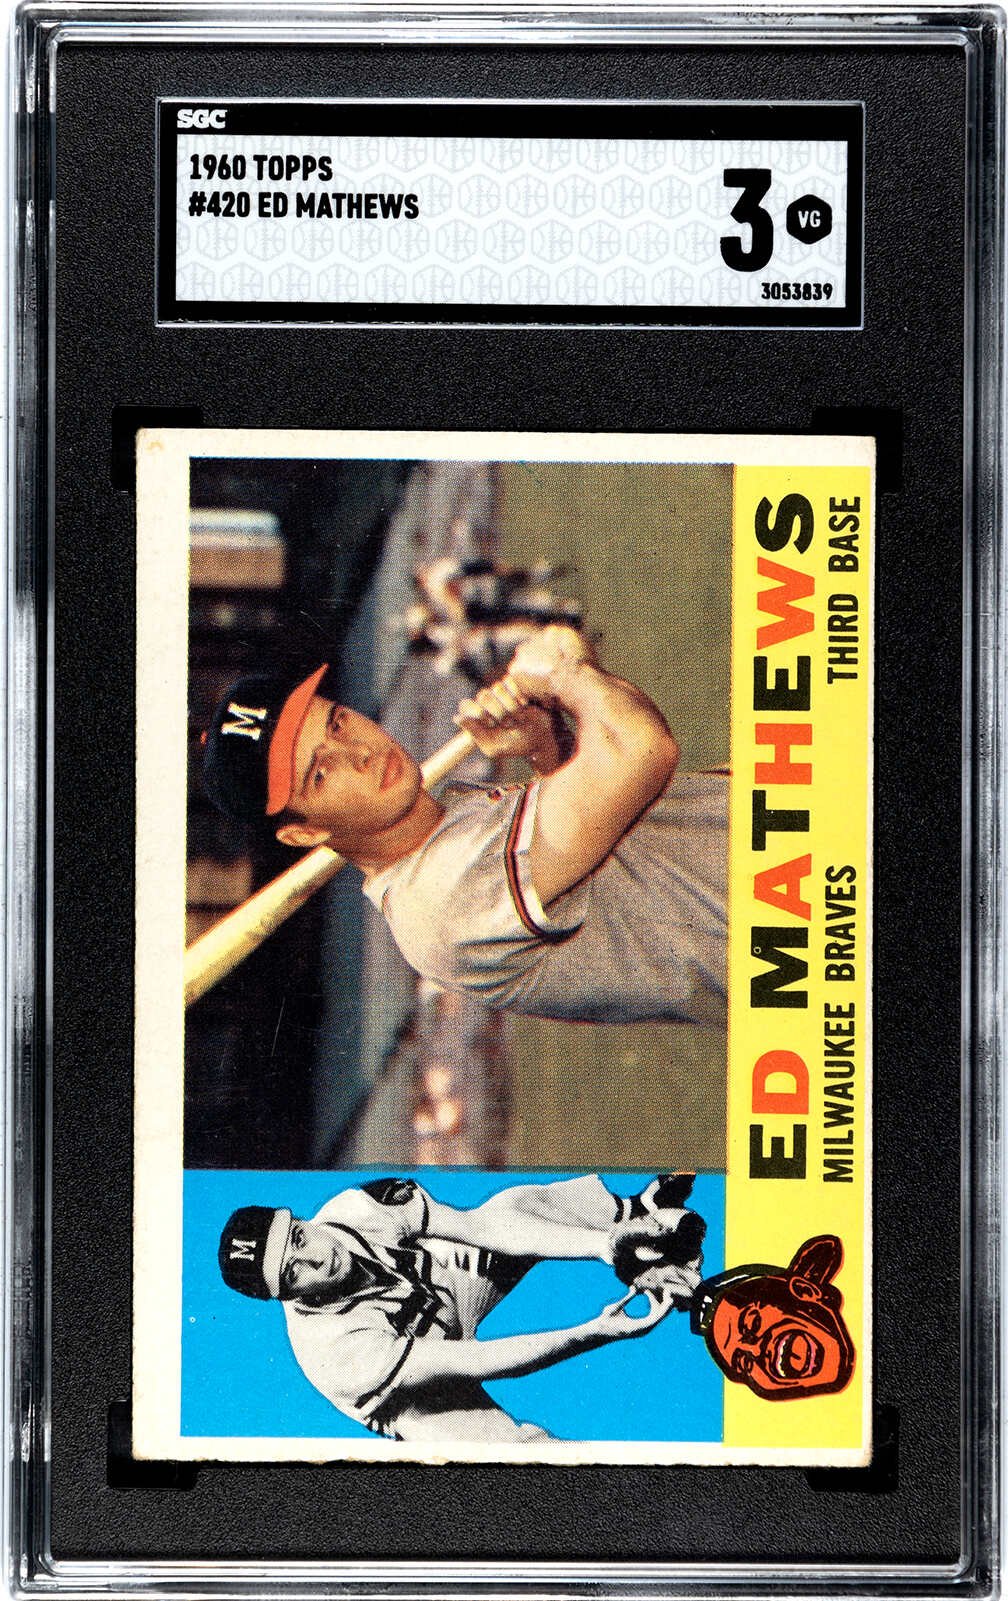 SGC
1960 TOPPS
#420 ED MATHEWS
3
VG
3053839
M
M
ED MATHEWS
MILWAUKEE BRAVES THIRD BASE